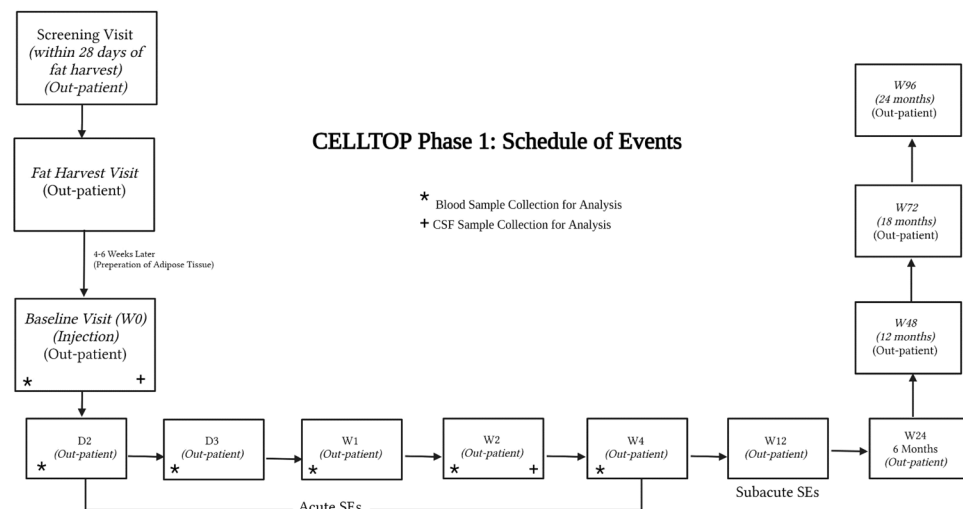 Screening Visit
(within 28 days of
fat harvest)
(Out-patient)
Fat Harvest Visit
(Out-patient)
4-6 Weeks Later
(Preperation of Adipose Tissue)
Baseline Visit (W0)
(Injection)
(Out-patient)
* +
CELLTOP Phase 1: Schedule of Events
* Blood Sample Collection for Analysis
+ CSF Sample Collection for Analysis
D2
(Out-patient)
*
D3
(Out-patient)
*
W1
(Out-patient)
*
W2
(Out-patient)
* +
W4
(Out-patient)
*
W12
(Out-patient)
W24
6 Months
(Out-patient)
W48
(12 months)
(Out-patient)
W72
(18 months)
(Out-patient)
W96
(24 months)
(Out-patient)
Acute SEs
Subacute SEs